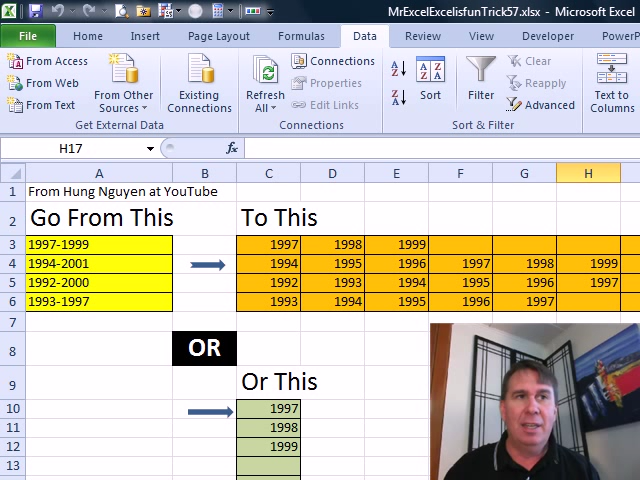 MrExcelExcelisfunTrick57.xlsx - Microsoft Excel
File Home Insert Page Layout Formulas Data Review View Developer PowerP
From Access
From Web
From Text
From Other Sources
Existing Connections
Get External Data
Refresh All
Connections
Properties
Edit Links
Connections
Sort
Filter
Clear
Reapply
Advanced
Sort & Filter
Text to Columns
H17 fx
A B C D E F G H
1 From Hung Nguyen at YouTube
2 Go From This To This
3 1997-1999 1997 1998 1999
4 1994-2001 1994 1995 1996 1997 1998 1999
5 1992-2000 1992 1993 1994 1995 1996 1997
6 1993-1997 1993 1994 1995 1996 1997
7
8 OR
9 Or This
10 1997
11 1998
12 1999
13